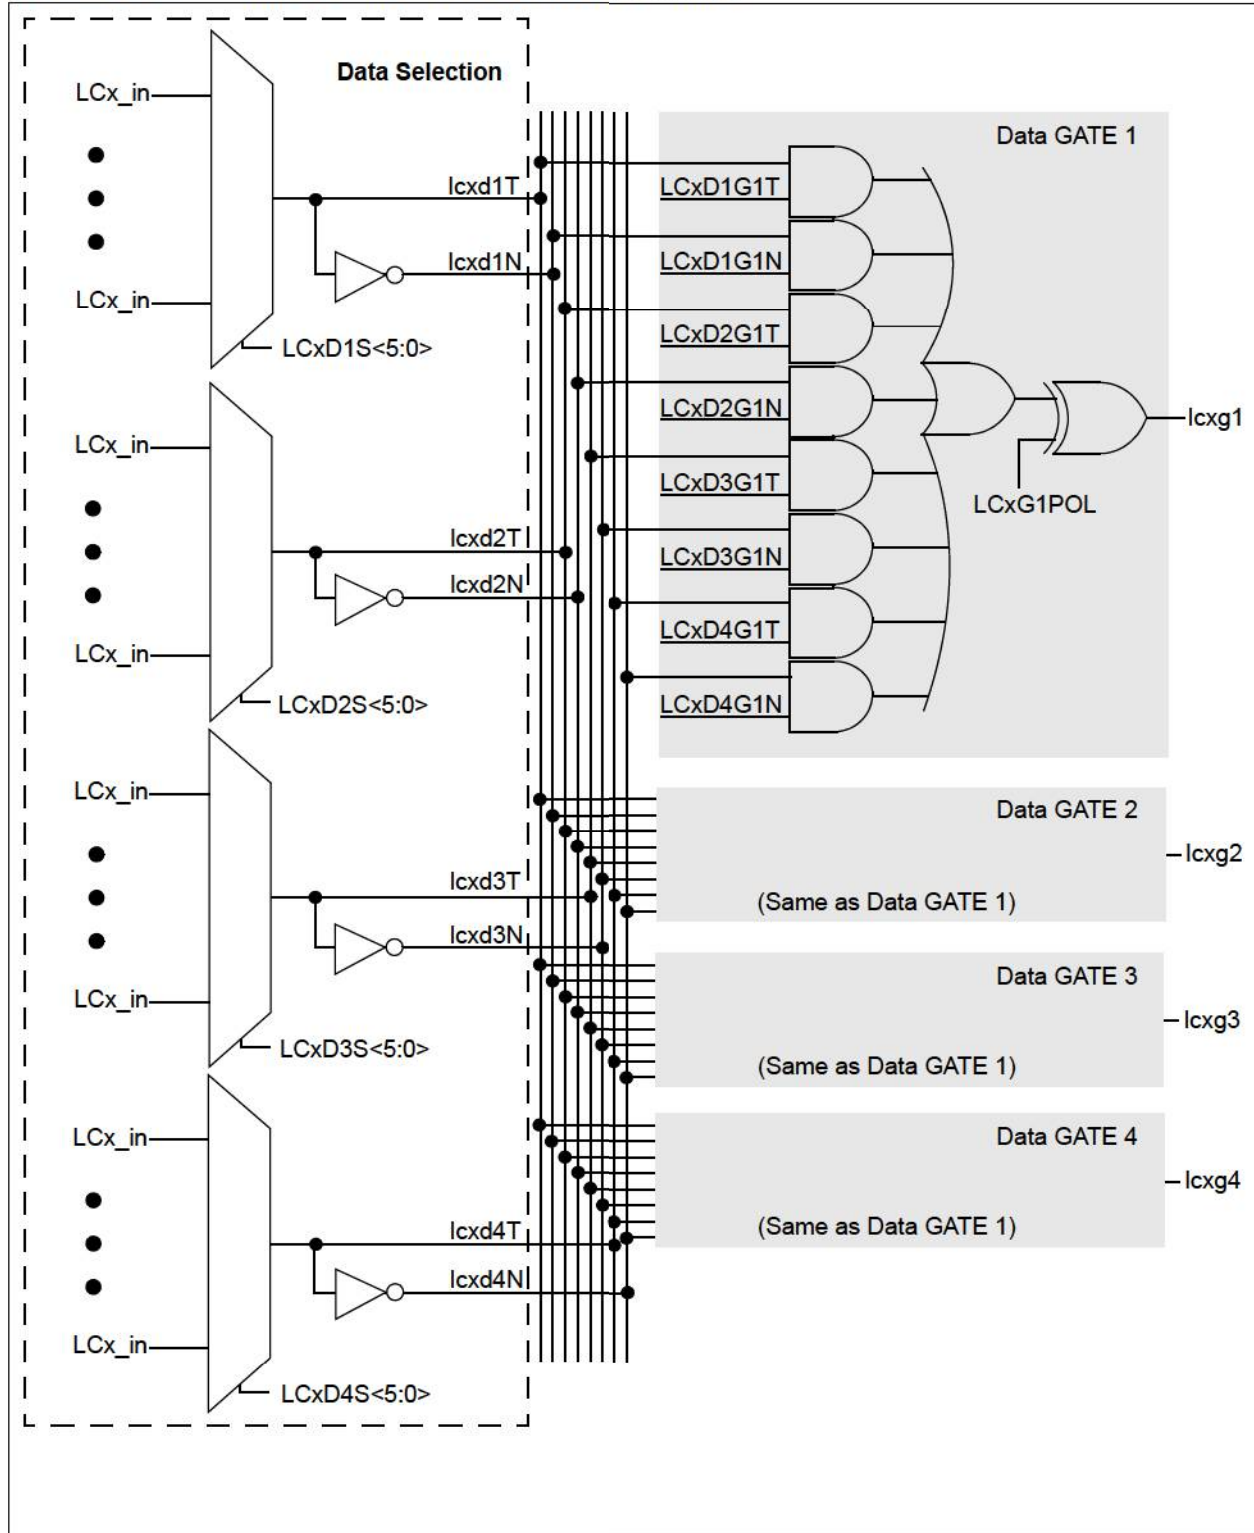 Data Selection
LCx_in
LCx_in
LCxD1S<5:0>
lcxd1T
lcxd1N
LCx_in
LCx_in
LCxD2S<5:0>
lcxd2T
lcxd2N
LCx_in
LCx_in
LCxD3S<5:0>
lcxd3T
lcxd3N
LCx_in
LCx_in
LCxD4S<5:0>
lcxd4T
lcxd4N
Data GATE 1
LCxD1G1T
LCxD1G1N
LCxD2G1T
LCxD2G1N
LCxD3G1T
LCxD3G1N
LCxD4G1T
LCxD4G1N
LCxG1POL
lcxg1
Data GATE 2
(Same as Data GATE 1)
lcxg2
Data GATE 3
(Same as Data GATE 1)
lcxg3
Data GATE 4
(Same as Data GATE 1)
lcxg4